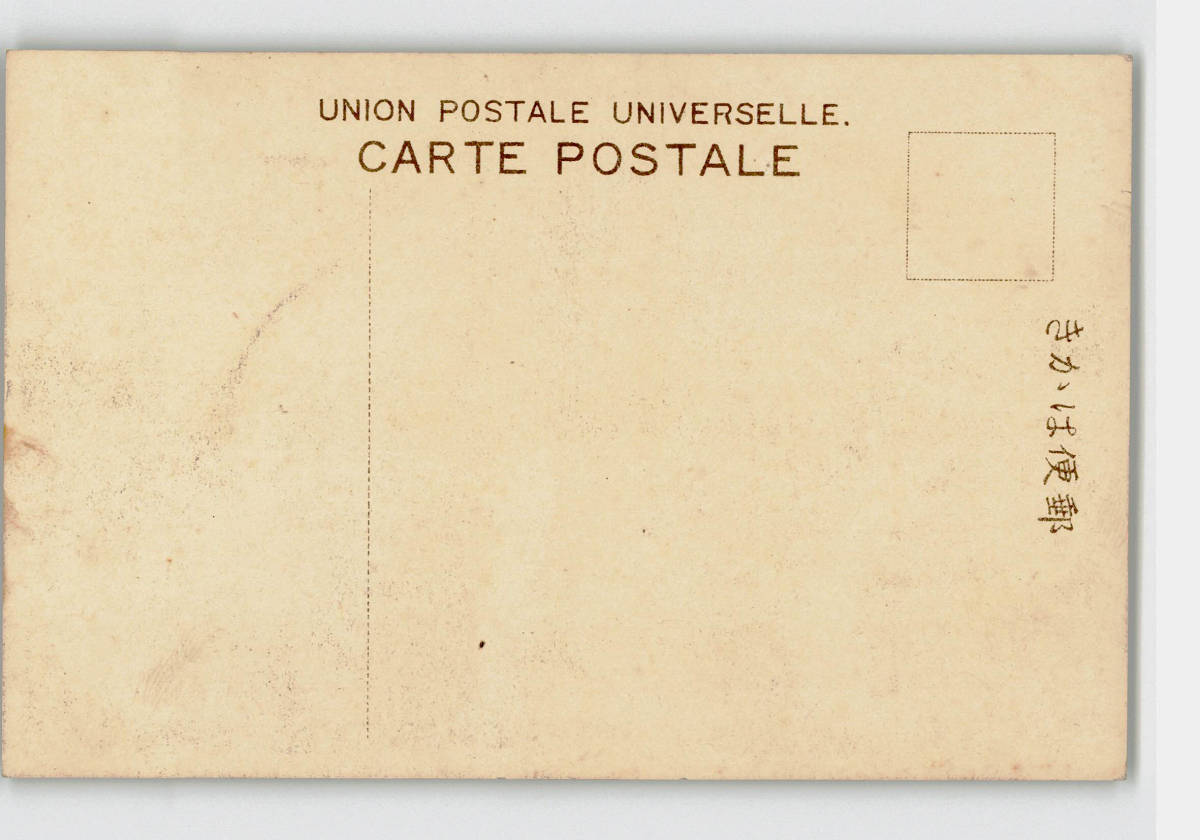 UNION POSTALE UNIVERSELLE.
CARTE POSTALE
郵便はかき